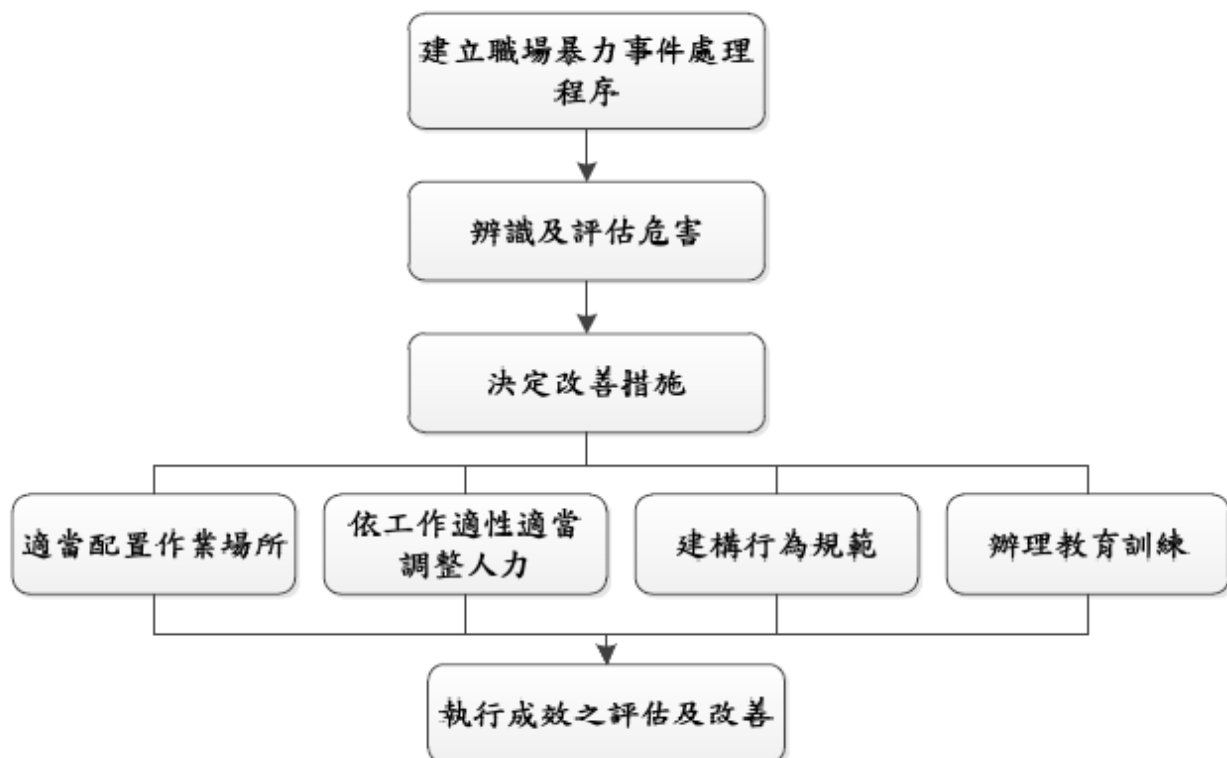 建立職場暴力事件處理
程序
辨識及評估危害
決定改善措施
適當配置作業場所
依工作適性適當
調整人力
建構行為規範
辦理教育訓練
執行成效之評估及改善